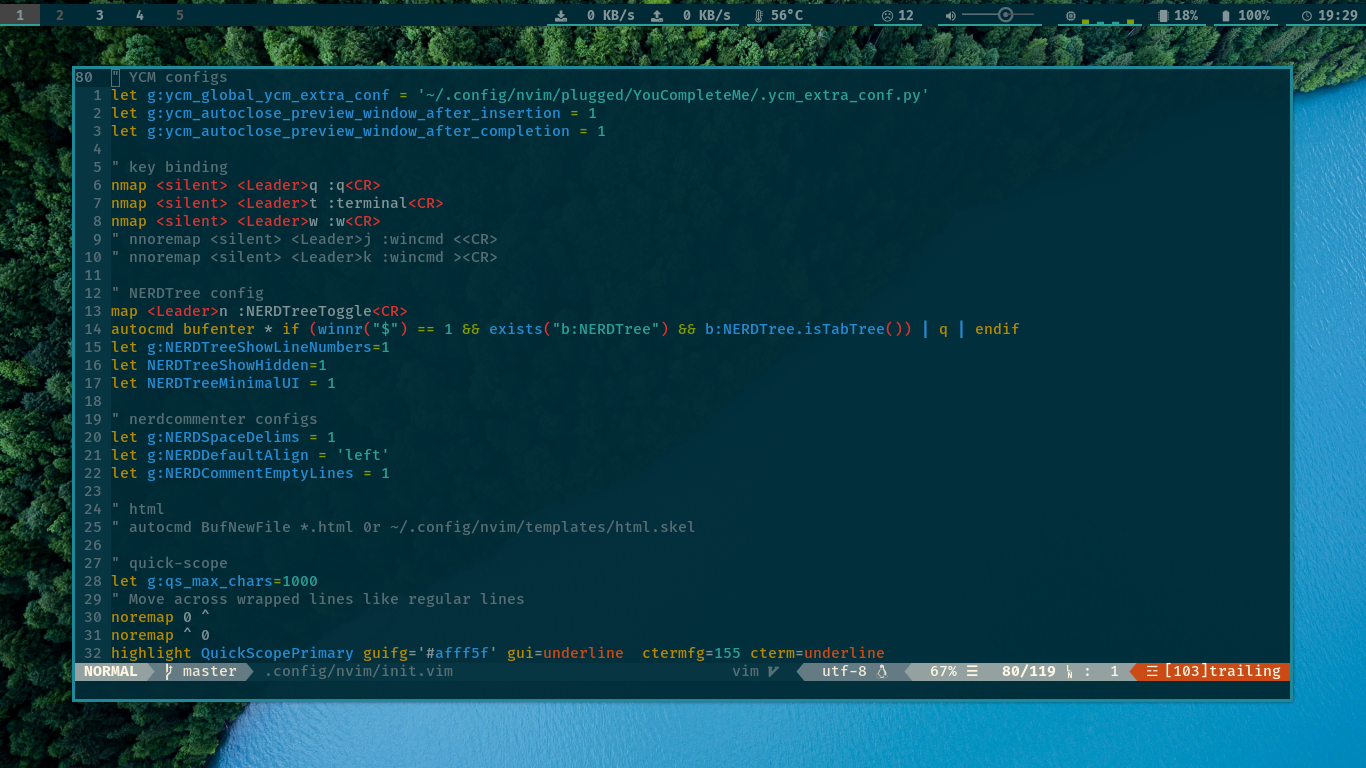 1 2 3 4 5 0 KB/s 0 KB/s 56°C 12 18% 100% 19:29
80 " YCM configs
1 let g:ycm_global_ycm_extra_conf = '~/.config/nvim/plugged/YouCompleteMe/.ycm_extra_conf.py'
2 let g:ycm_autoclose_preview_window_after_insertion = 1
3 let g:ycm_autoclose_preview_window_after_completion = 1
4
5 " key binding
6 nmap <silent> <Leader>q :q<CR>
7 nmap <silent> <Leader>t :terminal<CR>
8 nmap <silent> <Leader>w :w<CR>
9 " nnoremap <silent> <Leader>j :wincmd <<CR>
10 " nnoremap <silent> <Leader>k :wincmd ><CR>
11
12 " NERDTree config
13 map <Leader>n :NERDTreeToggle<CR>
14 autocmd bufenter * if (winnr("$") == 1 && exists("b:NERDTree") && b:NERDTree.isTabTree()) | q | endif
15 let g:NERDTreeShowLineNumbers=1
16 let NERDTreeShowHidden=1
17 let NERDTreeMinimalUI = 1
18
19 " nerdcommenter configs
20 let g:NERDSpaceDelims = 1
21 let g:NERDDefaultAlign = 'left'
22 let g:NERDCommentEmptyLines = 1
23
24 " html
25 " autocmd BufNewFile *.html 0r ~/.config/nvim/templates/html.skel
26
27 " quick-scope
28 let g:qs_max_chars=1000
29 " Move across wrapped lines like regular lines
30 noremap 0 ^
31 noremap ^ 0
32 highlight QuickScopePrimary guifg='#afff5f' gui=underline  ctermfg=155 cterm=underline
NORMAL master .config/nvim/init.vim vim utf-8 67% ☰ 80/119 : 1 ☲ [103]trailing